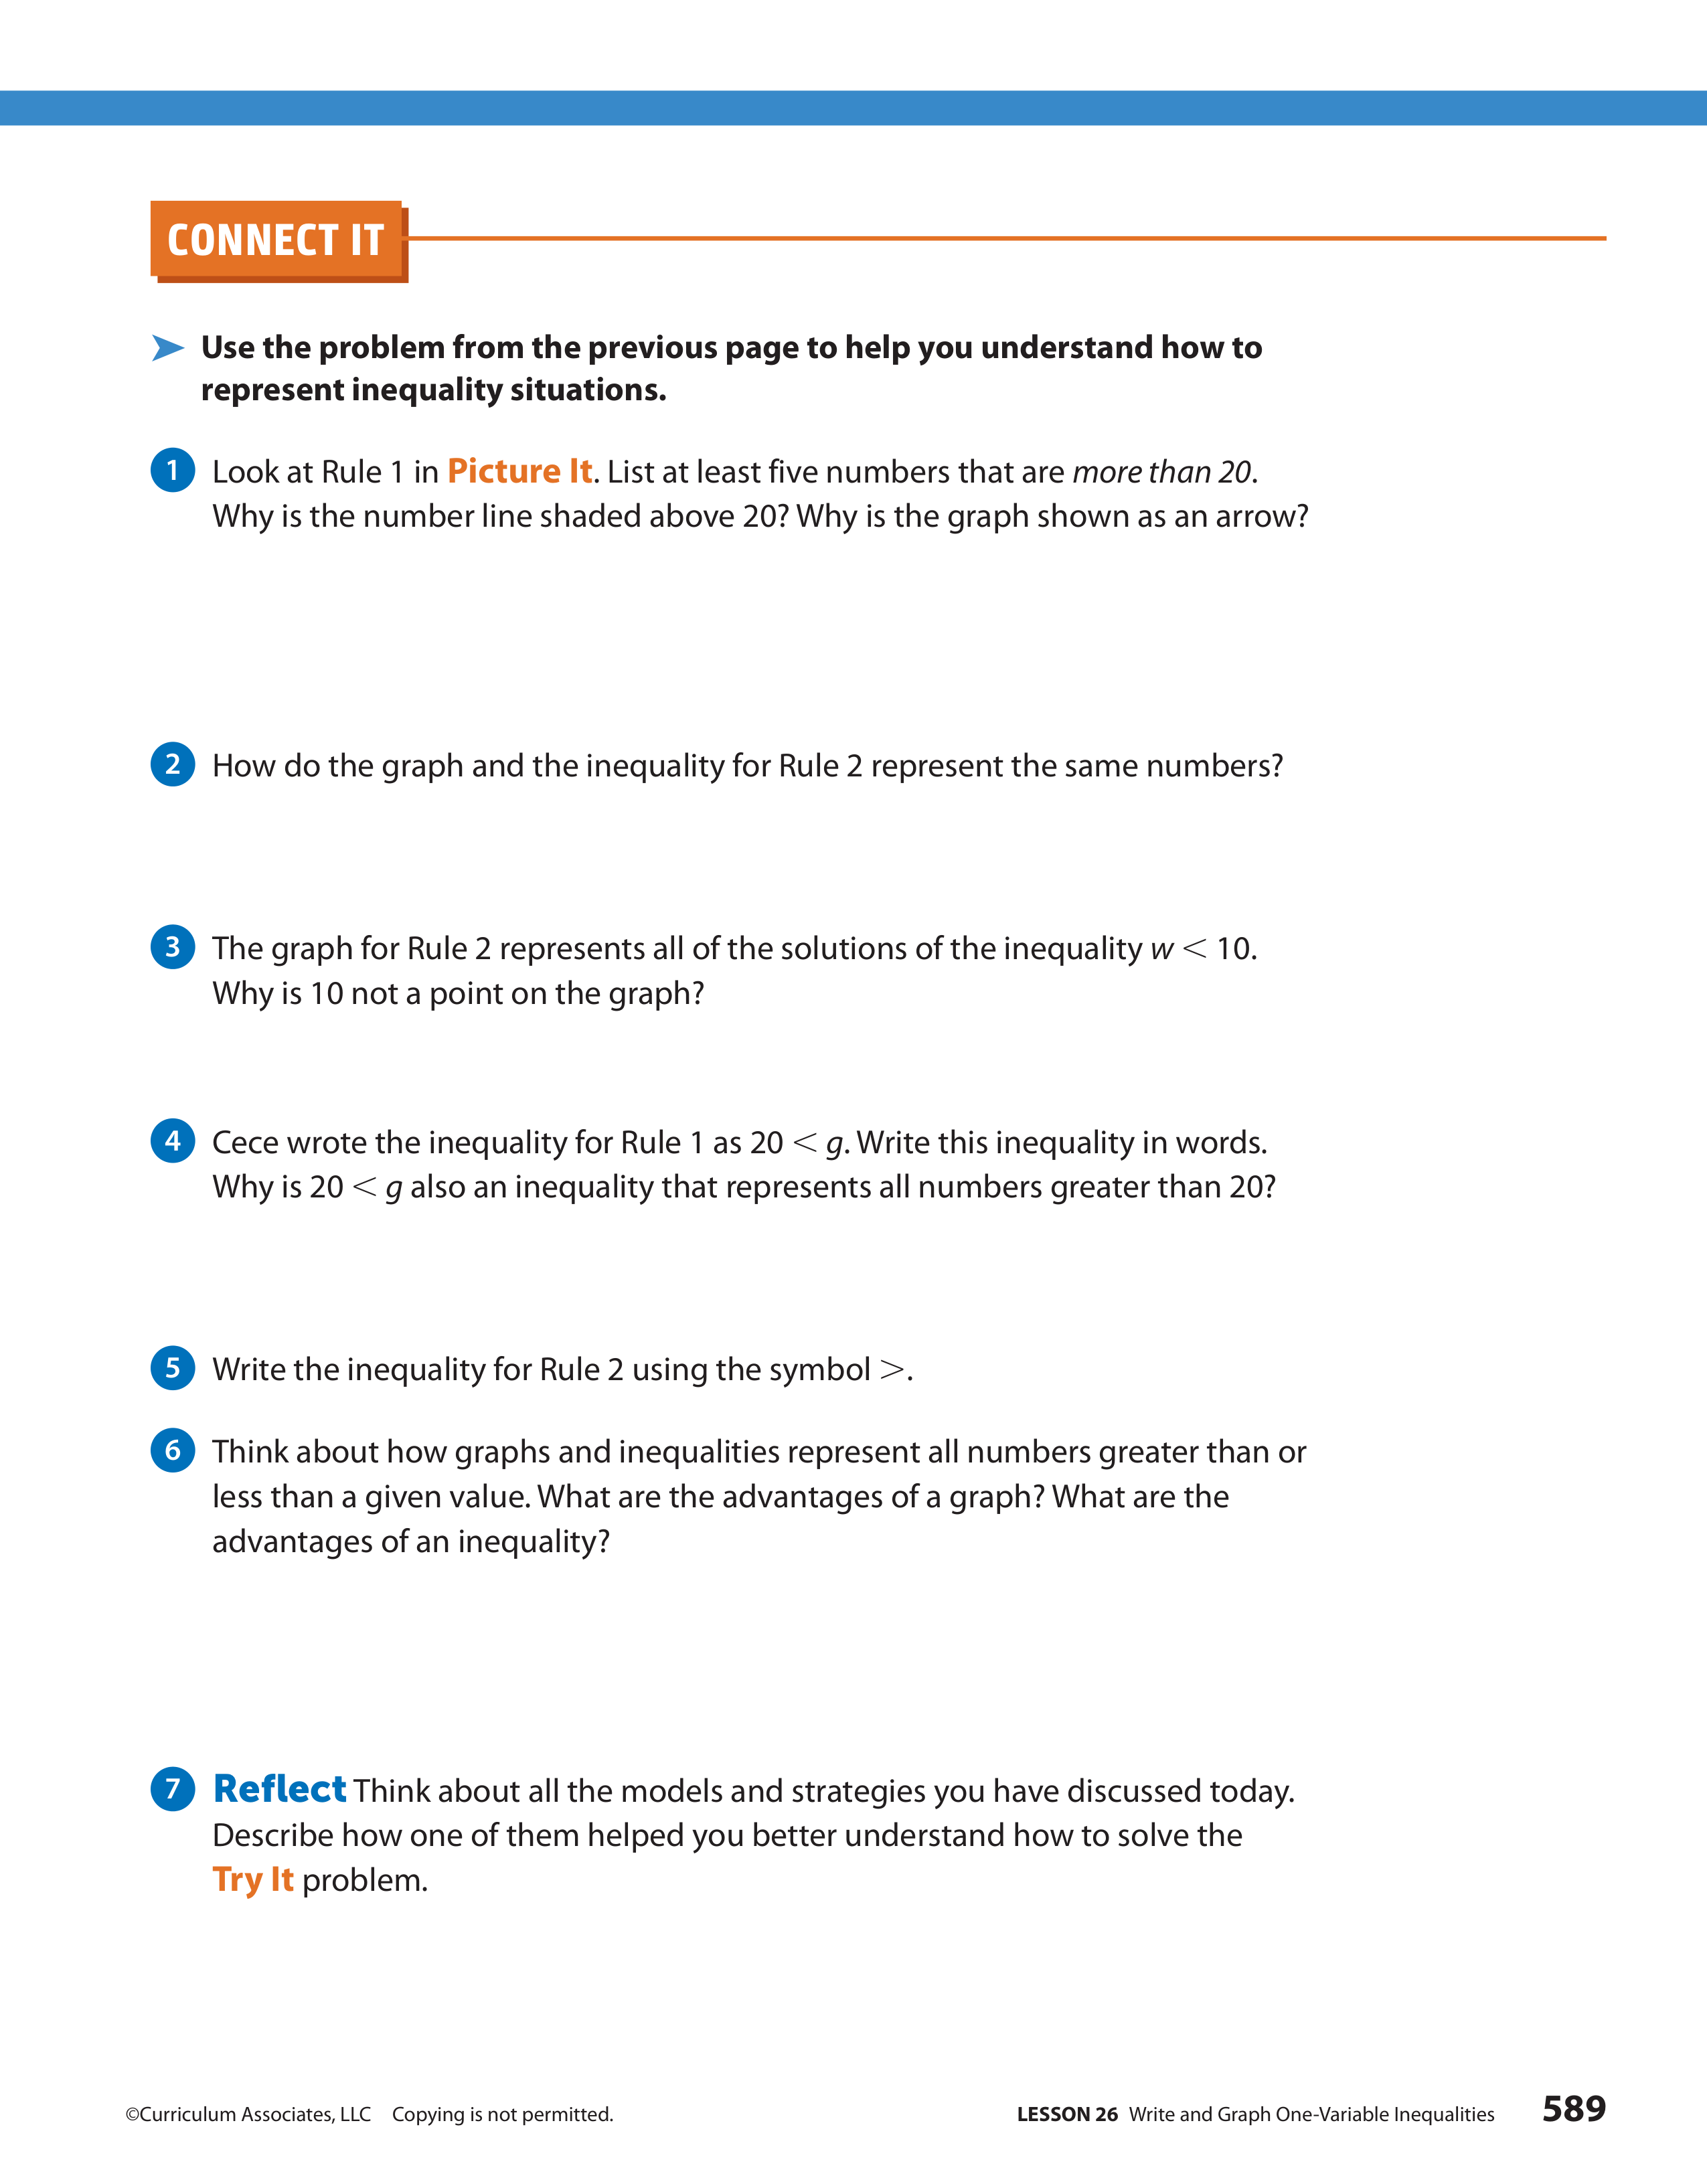 CONNECT IT
Use the problem from the previous page to help you understand how to
represent inequality situations.
1 Look at Rule 1 in Picture It. List at least five numbers that are more than 20.
Why is the number line shaded above 20? Why is the graph shown as an arrow?
2 How do the graph and the inequality for Rule 2 represent the same numbers?
3 The graph for Rule 2 represents all of the solutions of the inequality w < 10.
Why is 10 not a point on the graph?
4 Cece wrote the inequality for Rule 1 as 20 < g. Write this inequality in words.
Why is 20 < g also an inequality that represents all numbers greater than 20?
5 Write the inequality for Rule 2 using the symbol >.
6 Think about how graphs and inequalities represent all numbers greater than or
less than a given value. What are the advantages of a graph? What are the
advantages of an inequality?
7 Reflect Think about all the models and strategies you have discussed today.
Describe how one of them helped you better understand how to solve the
Try It problem.
©Curriculum Associates, LLC Copying is not permitted. LESSON 26 Write and Graph One-Variable Inequalities 589